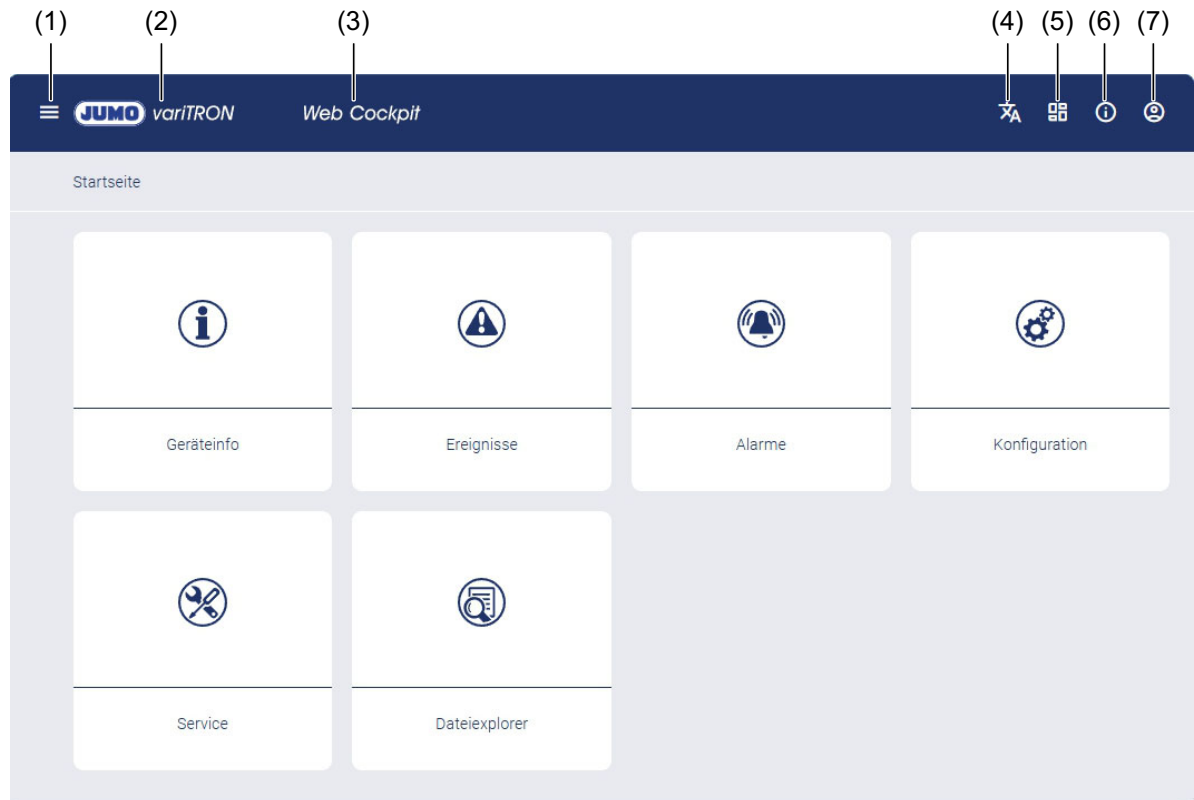 (1) (2) (3) (4) (5) (6) (7)
JUMO variTRON Web Cockpit
Startseite
Geräteinfo Ereignisse Alarme Konfiguration
Service Dateiexplorer